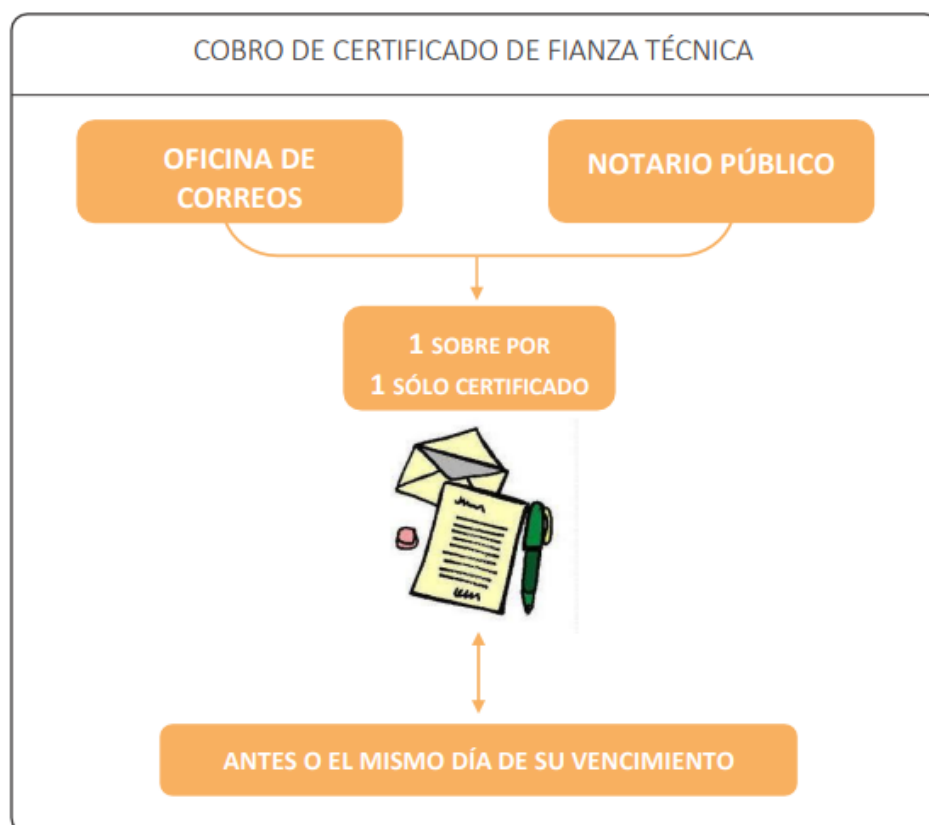 COBRO DE CERTIFICADO DE FIANZA TÉCNICA
OFICINA DE
CORREOS
NOTARIO PÚBLICO
1 SOBRE POR
1 SÓLO CERTIFICADO
ANTES O EL MISMO DÍA DE SU VENCIMIENTO